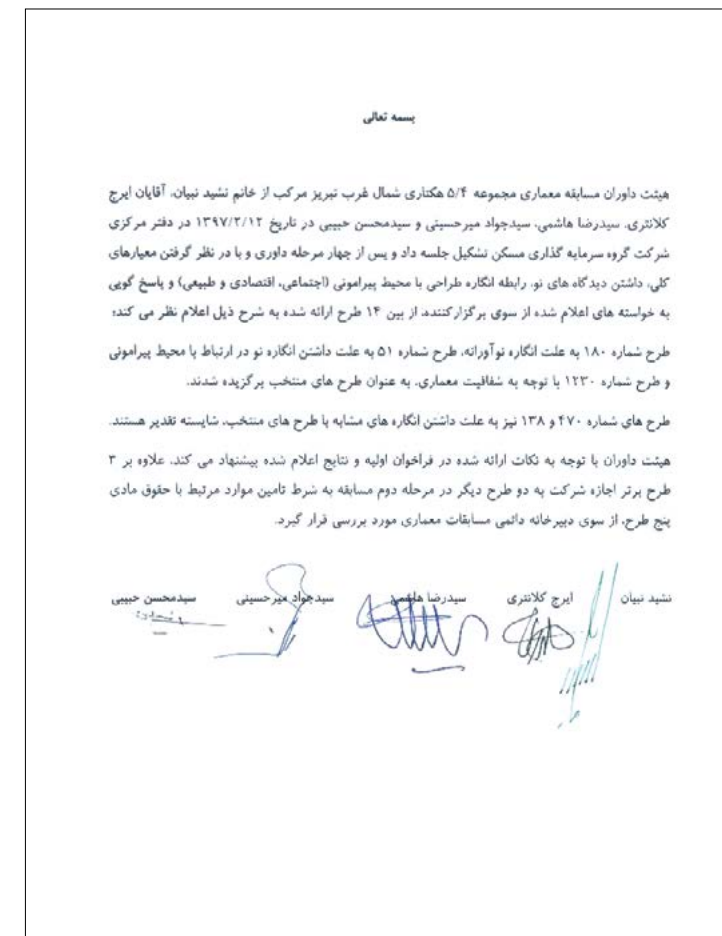 بسمه تعالی
هیئت داوران مسابقه معماری مجموعه ۵/۴ هکتاری شمال غرب تبریز مرکب از خانم نشید نبیان، آقایان ایرج
کلانتری، سیدرضا هاشمی، سیدجواد میرحسینی و سیدمحسن حبیبی در تاریخ ۱۳۹۷/۲/۱۲ در دفتر مرکزی
شرکت گروه سرمایه گذاری مسکن تشکیل جلسه داد و پس از چهار مرحله داوری و با در نظر گرفتن معیارهای
کلی، داشتن دیدگاه های نو، رابطه انگاره طراحی با محیط پیرامونی (اجتماعی، اقتصادی و طبیعی) و پاسخ گویی
به خواسته های اعلام شده از سوی برگزارکننده، از بین ۱۴ طرح ارائه شده به شرح ذیل اعلام نظر می کند:
طرح شماره ۱۸۰ به علت انگاره نوآورانه، طرح شماره ۵۱ به علت داشتن انگاره نو در ارتباط با محیط پیرامونی
و طرح شماره ۱۲۳۰ با توجه به شفافیت معماری، به عنوان طرح های منتخب برگزیده شدند.
طرح های شماره ۴۷۰ و ۱۳۸ نیز به علت داشتن انگاره های مشابه با طرح های منتخب، شایسته تقدیر هستند.
هیئت داوران با توجه به نکات ارائه شده در فراخوان اولیه و نتایج اعلام شده پیشنهاد می کند، علاوه بر ۳
طرح برتر اجازه شرکت به دو طرح دیگر در مرحله دوم مسابقه به شرط تامین موارد مرتبط با حقوق مادی
پنج طرح، از سوی دبیرخانه دائمی مسابقات معماری مورد بررسی قرار گیرد.
نشید نبیان ایرج کلانتری سیدرضا هاشمی سیدجواد میرحسینی سیدمحسن حبیبی